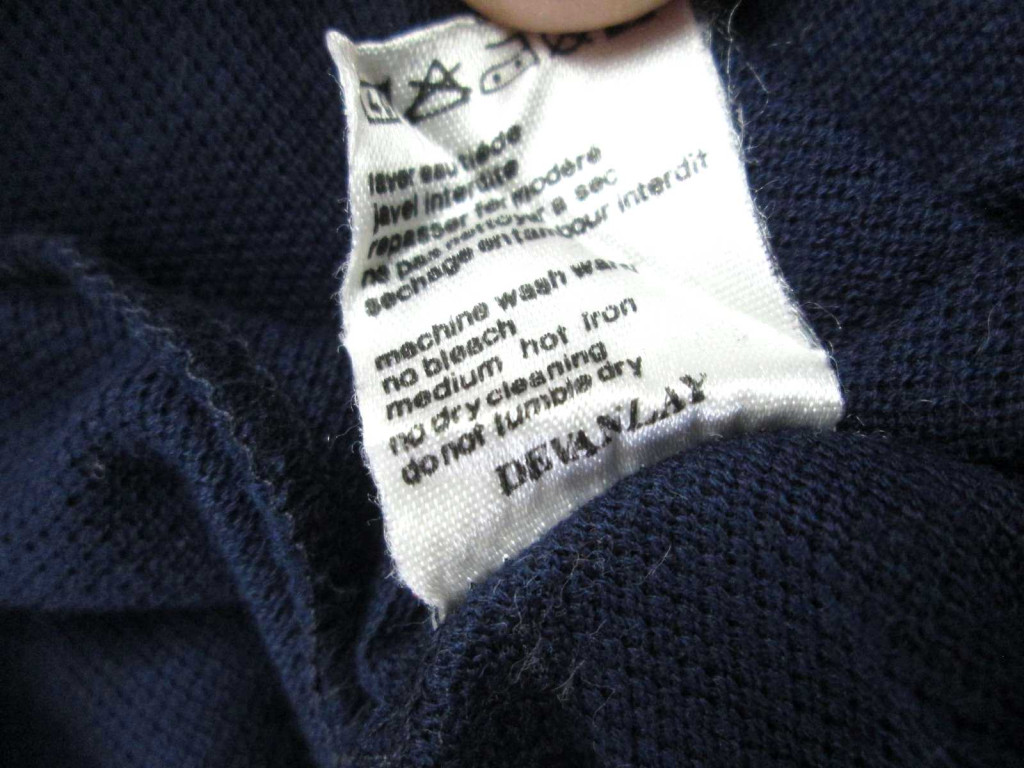 laver eau tiède
javel interdite
repasser fer modéré
ne pas nettoyer a sec
sechage en tambour interdit
machine wash warm
no bleach
medium hot iron
no dry cleaning
do not tumble dry
DEVANLAY